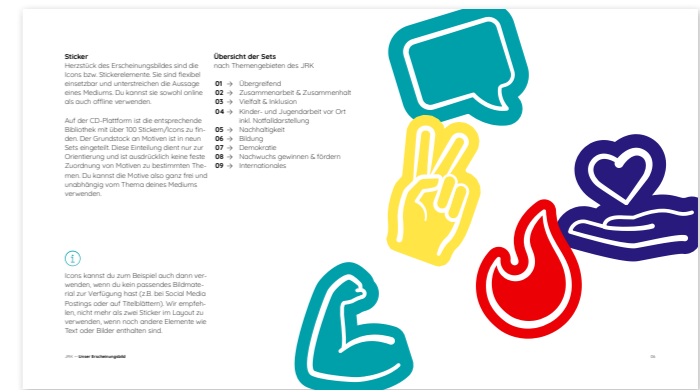 Sticker
Herzstück des Erscheinungsbildes sind die
Icons bzw. Stickerelemente. Sie sind flexibel
einsetzbar und unterstreichen die Aussage
eines Mediums. Du kannst sie sowohl online
als auch offline verwenden.
Auf der CD-Plattform ist die entsprechende
Bibliothek mit über 100 Stickern/Icons zu fin-
den. Der Grundstock an Motiven ist in neun
Sets eingeteilt. Diese Einteilung dient nur zur
Orientierung und ist ausdrücklich keine feste
Zuordnung von Motiven zu bestimmten The-
men. Du kannst die Motive also ganz frei und
unabhängig vom Thema deines Mediums
verwenden.
Icons kannst du zum Beispiel auch dann ver-
wenden, wenn du kein passendes Bildmate-
rial zur Verfügung hast (z.B. bei Social Media
Postings oder auf Titelblättern). Wir empfeh-
len, nicht mehr als zwei Sticker im Layout zu
verwenden, wenn noch andere Elemente wie
Text oder Bilder enthalten sind.
Übersicht der Sets
nach Themengebieten des JRK
01 → Übergreifend
02 → Zusammenarbeit & Zusammenhalt
03 → Vielfalt & Inklusion
04 → Kinder- und Jugendarbeit vor Ort
inkl. Notfalldarstellung
05 → Nachhaltigkeit
06 → Bildung
07 → Demokratie
08 → Nachwuchs gewinnen & fördern
09 → Internationales
JRK — Unser Erscheinungsbild